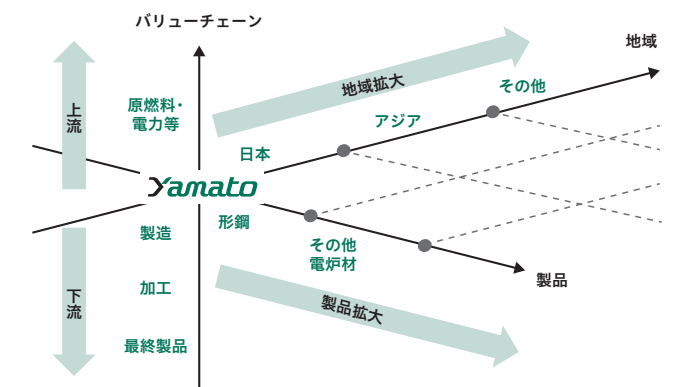 バリューチェーン
地域
上流
原燃料・
電力等
地域拡大
その他
アジア
日本
Yamato
形鋼
製造
その他
電炉材
製品
加工
下流
製品拡大
最終製品